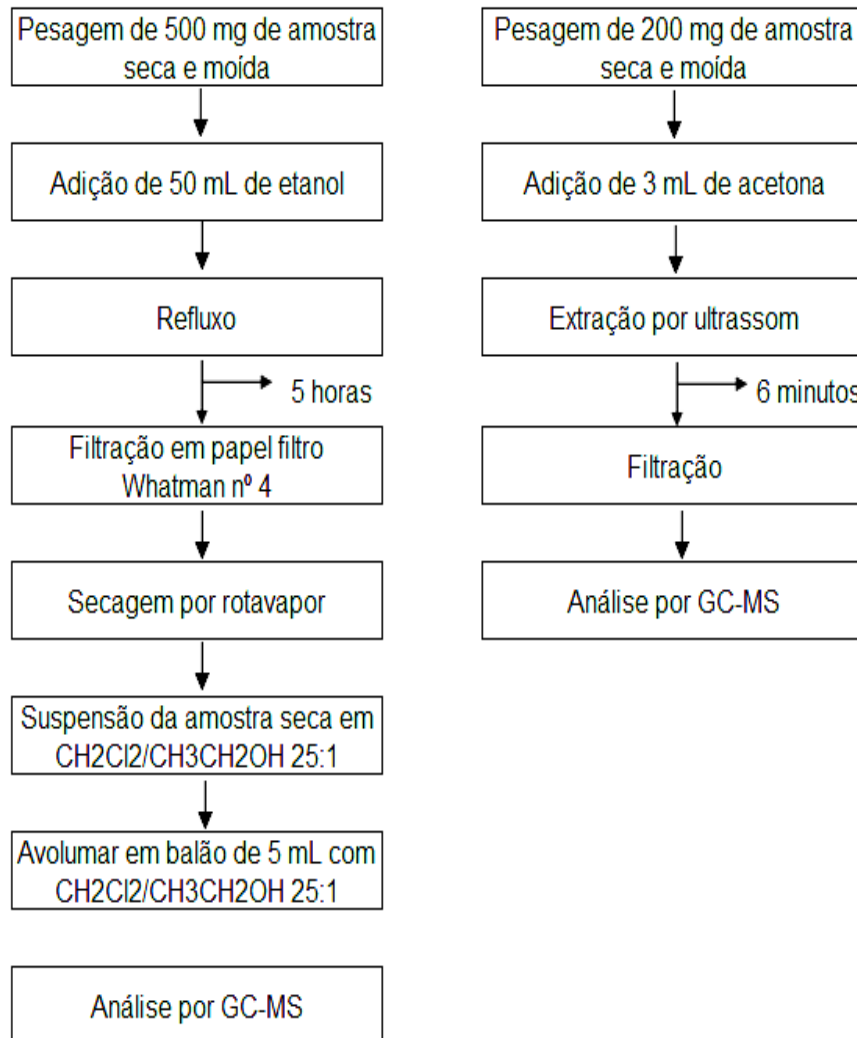 Pesagem de 500 mg de amostra
seca e moída
Adição de 50 mL de etanol
Refluxo
5 horas
Filtração em papel filtro
Whatman nº 4
Secagem por rotavapor
Suspensão da amostra seca em
CH2Cl2/CH3CH2OH 25:1
Avolumar em balão de 5 mL com
CH2Cl2/CH3CH2OH 25:1
Análise por GC-MS
Pesagem de 200 mg de amostra
seca e moída
Adição de 3 mL de acetona
Extração por ultrassom
6 minutos
Filtração
Análise por GC-MS